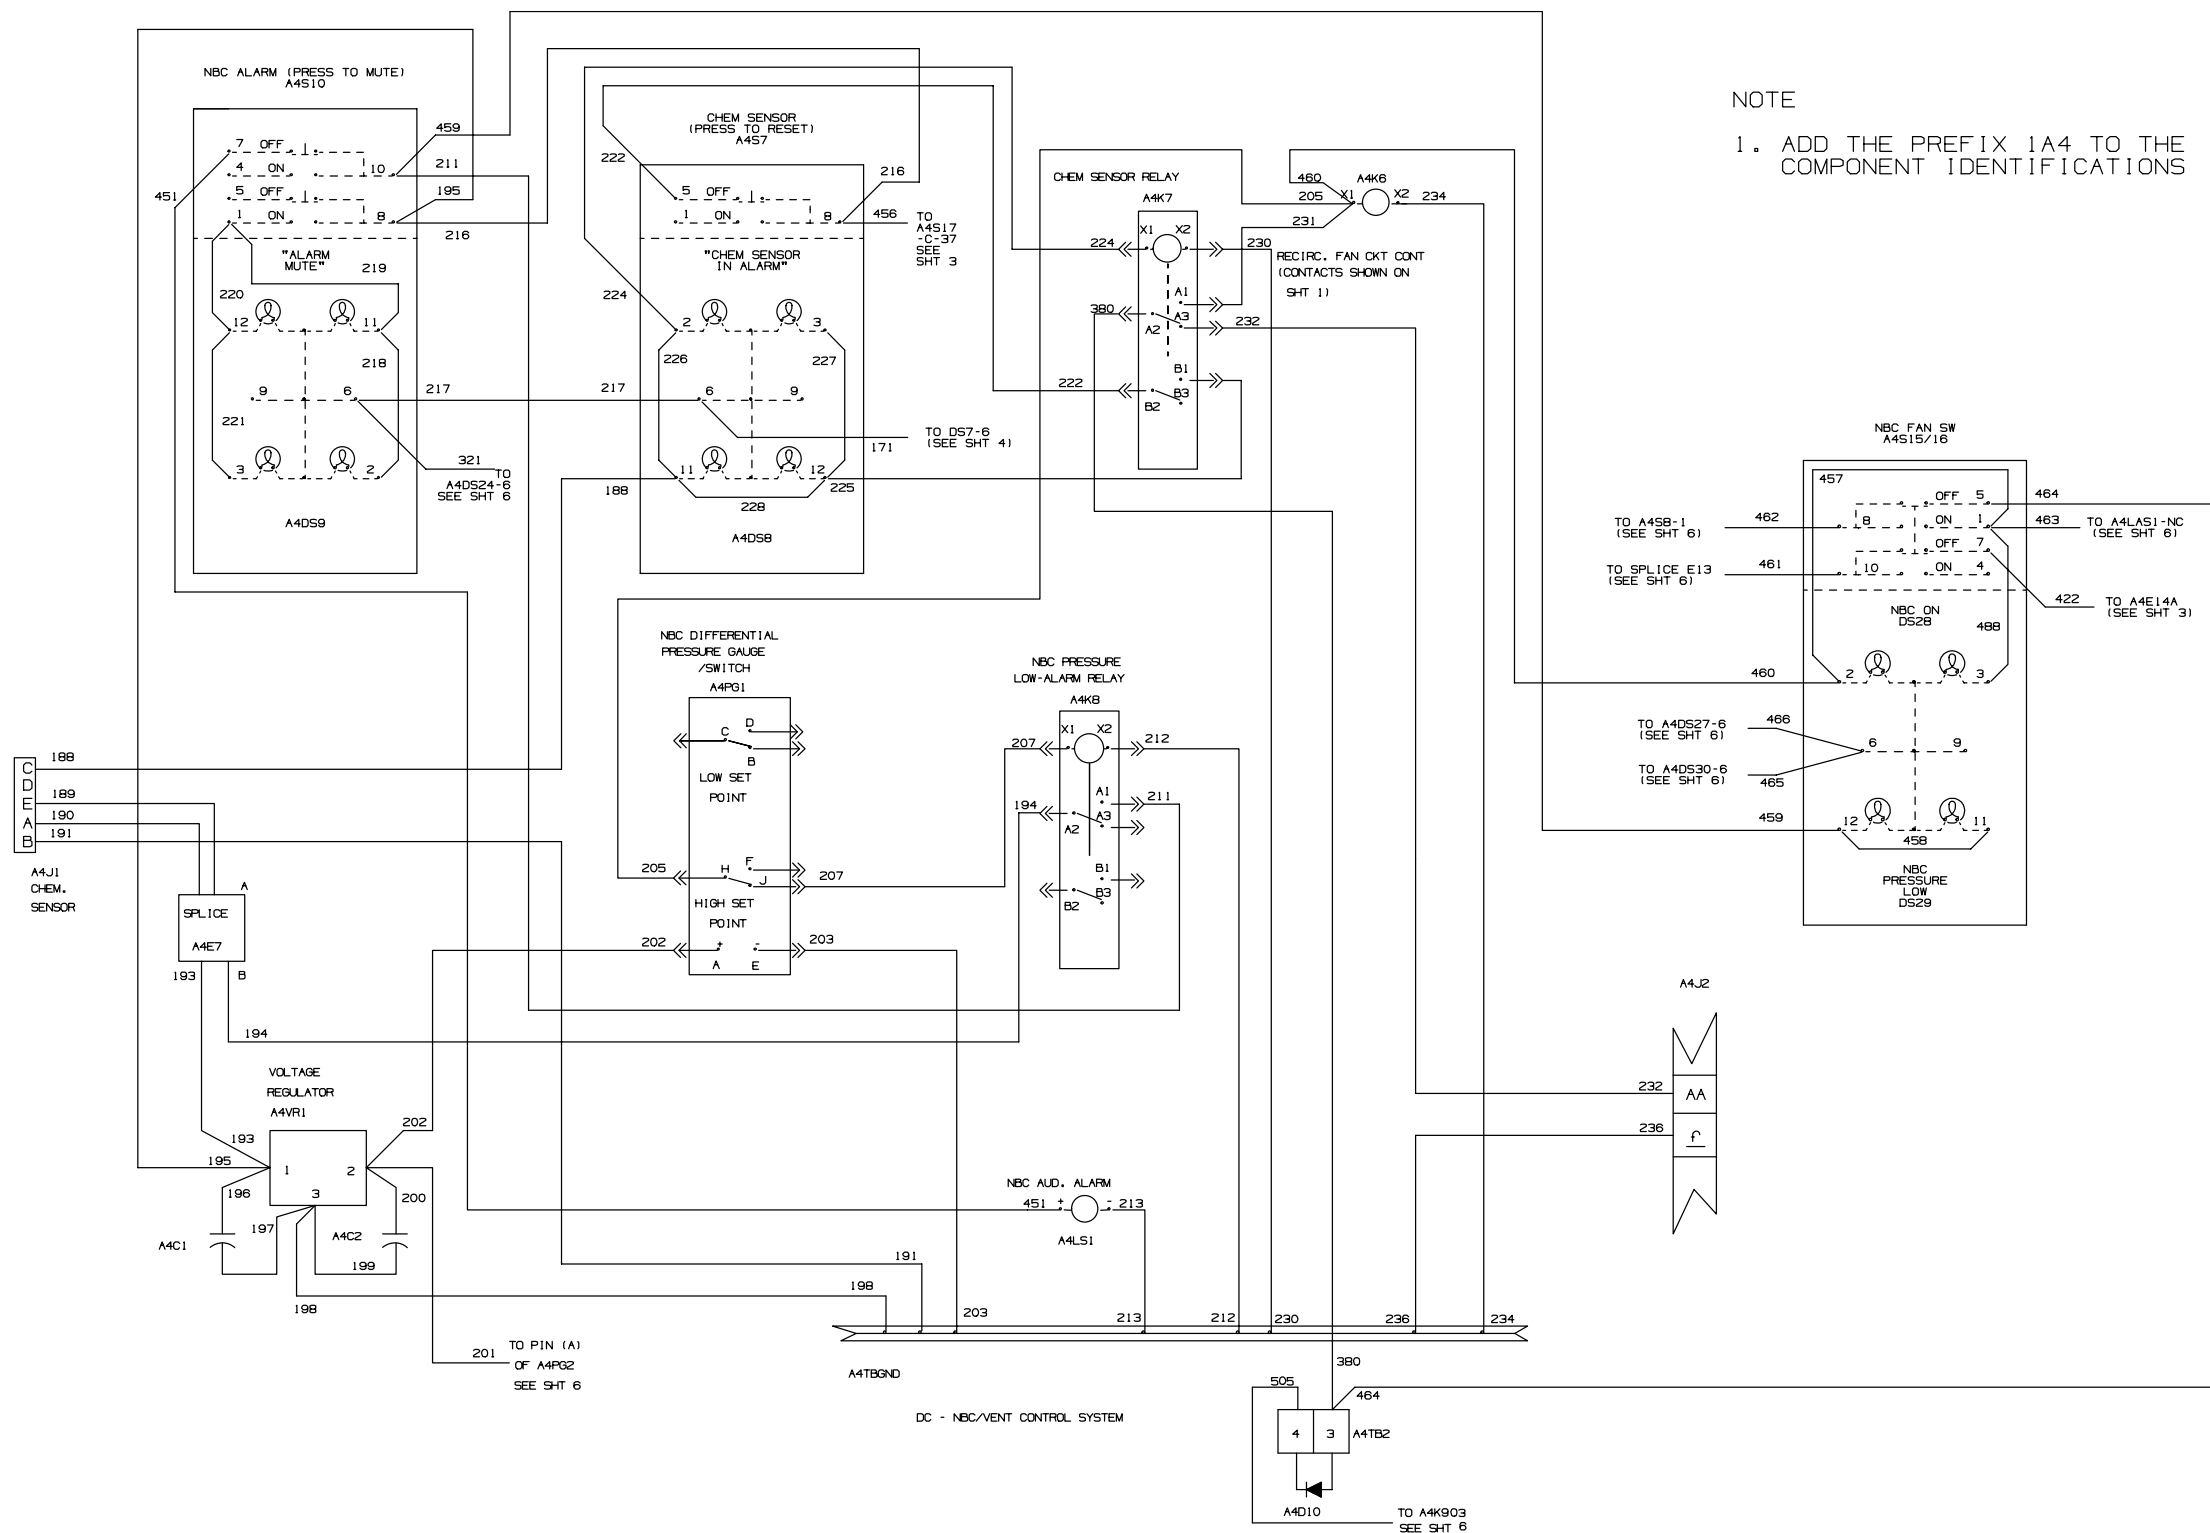 NBC ALARM (PRESS TO MUTE)
A4S10
7 OFF
4 ON 10
5 OFF
1 ON 8
459
211
195
451
216
"ALARM
MUTE"
219
220
12 11
218
9 6
221
3 2
A4DS9
217 217
321
TO
A4DS24-6
SEE SHT 6
CHEM SENSOR
(PRESS TO RESET)
A4S7
222
5 OFF
1 ON 8
216
456
TO
A4S17
-C-37
SEE
SHT 3
"CHEM SENSOR
IN ALARM"
224
2 3
226 227
6 9
TO DS7-6
(SEE SHT 4)
171
11 12
188
225
228
A4DS8
CHEM SENSOR RELAY
A4K7
X1 X2
224 230
A1
380
A3
A2
232
B1
222
B3
B2
460
205
231
A4K6
X1 X2
234
RECIRC. FAN CKT CONT
(CONTACTS SHOWN ON
SHT 1)
NOTE
1. ADD THE PREFIX 1A4 TO THE
COMPONENT IDENTIFICATIONS
NBC FAN SW
A4S15/16
457
OFF 5
464
TO A4S8-1
(SEE SHT 6)
462
8 ON 1
463
TO A4LAS1-NC
(SEE SHT 6)
OFF 7
TO SPLICE E13
(SEE SHT 6)
461
10 ON 4
422
TO A4E14A
(SEE SHT 3)
NBC ON
DS28
488
460
2 3
TO A4DS27-6
(SEE SHT 6)
466
6 9
TO A4DS30-6
(SEE SHT 6)
465
459
12 11
458
NBC
PRESSURE
LOW
DS29
NBC DIFFERENTIAL
PRESSURE GAUGE
/SWITCH
A4PG1
D
C
B
LOW SET
POINT
205
F
H
J
207
HIGH SET
POINT
202
+ -
203
A E
NBC PRESSURE
LOW-ALARM RELAY
A4K8
X1 X2
207 212
A1
211
194
A3
A2
B1
B3
B2
C
D
E
A
B
188
189
190
191
A4J1
CHEM.
SENSOR
A
SPLICE
A4E7
193
B
194
VOLTAGE
REGULATOR
A4VR1
202
193
195
1 2
3
196
200
197
A4C1
A4C2
199
198
198
191
201
TO PIN (A)
OF A4PG2
SEE SHT 6
NBC AUD. ALARM
451 + - 213
A4LS1
A4J2
232
AA
236
f
203
213
212
230
236
234
A4TBGND
DC - NBC/VENT CONTROL SYSTEM
380
505
464
4 3
A4TB2
A4D10
TO A4K903
SEE SHT 6